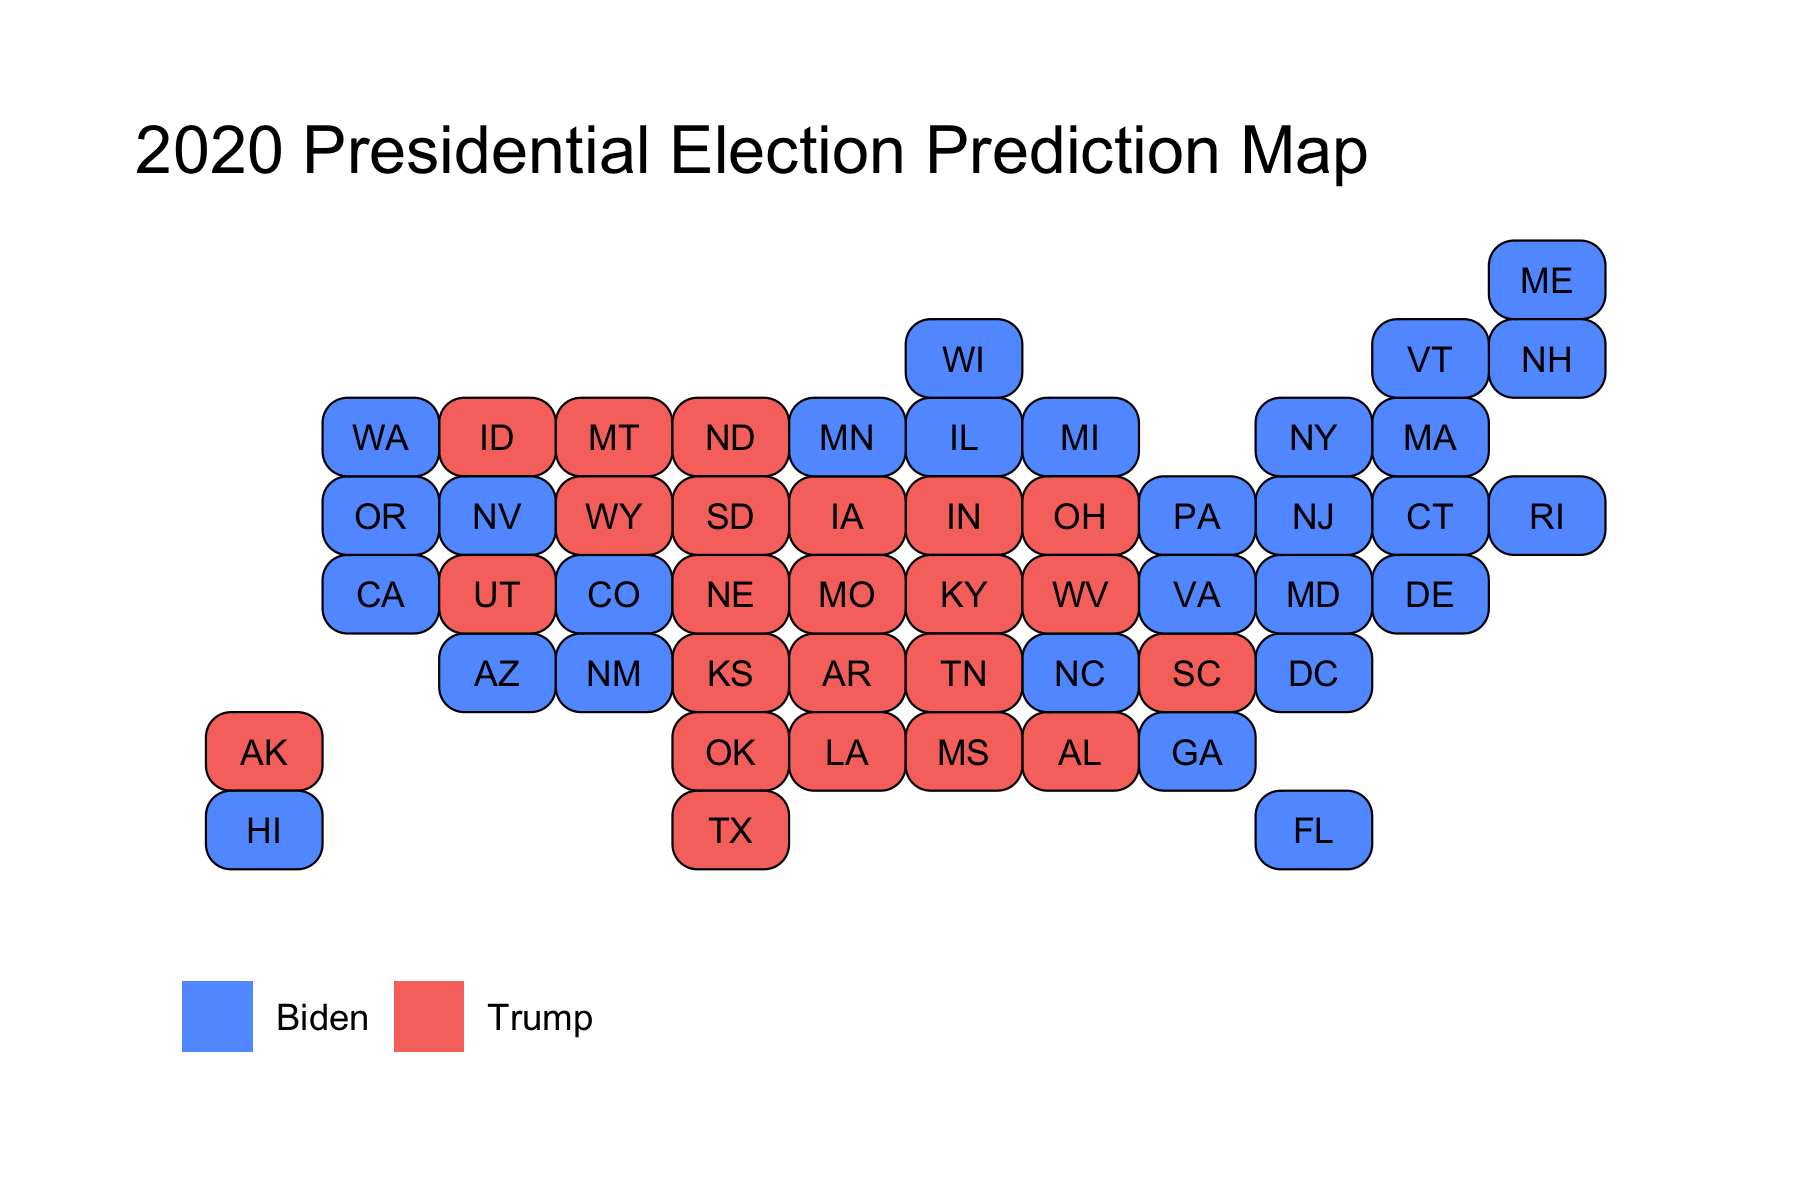 2020 Presidential Election Prediction Map
ME
WI VT NH
WA ID MT ND MN IL MI NY MA
OR NV WY SD IA IN OH PA NJ CT RI
CA UT CO NE MO KY WV VA MD DE
AZ NM KS AR TN NC SC DC
AK OK LA MS AL GA
HI TX FL
Biden Trump